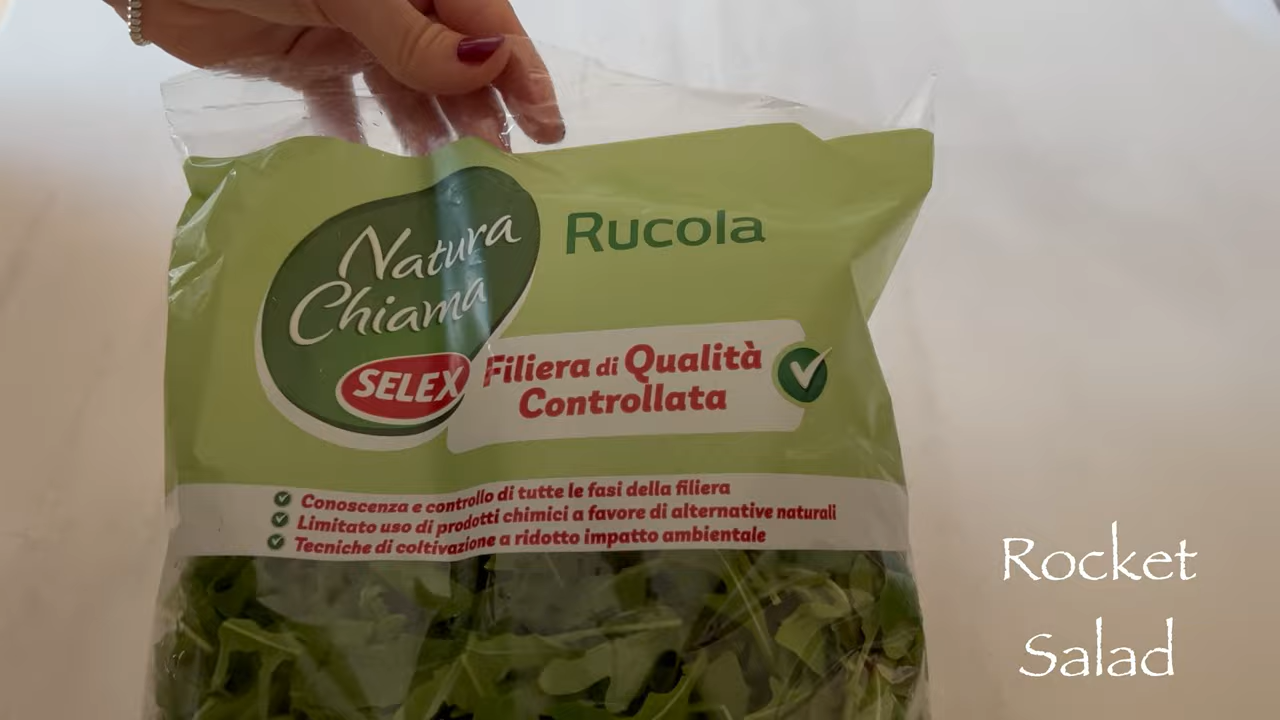 Natura
Chiama
SELEX
Rucola
Filiera di Qualità
Controllata
Conoscenza e controllo di tutte le fasi della filiera
Limitato uso di prodotti chimici a favore di alternative naturali
Tecniche di coltivazione a ridotto impatto ambientale
Rocket
Salad